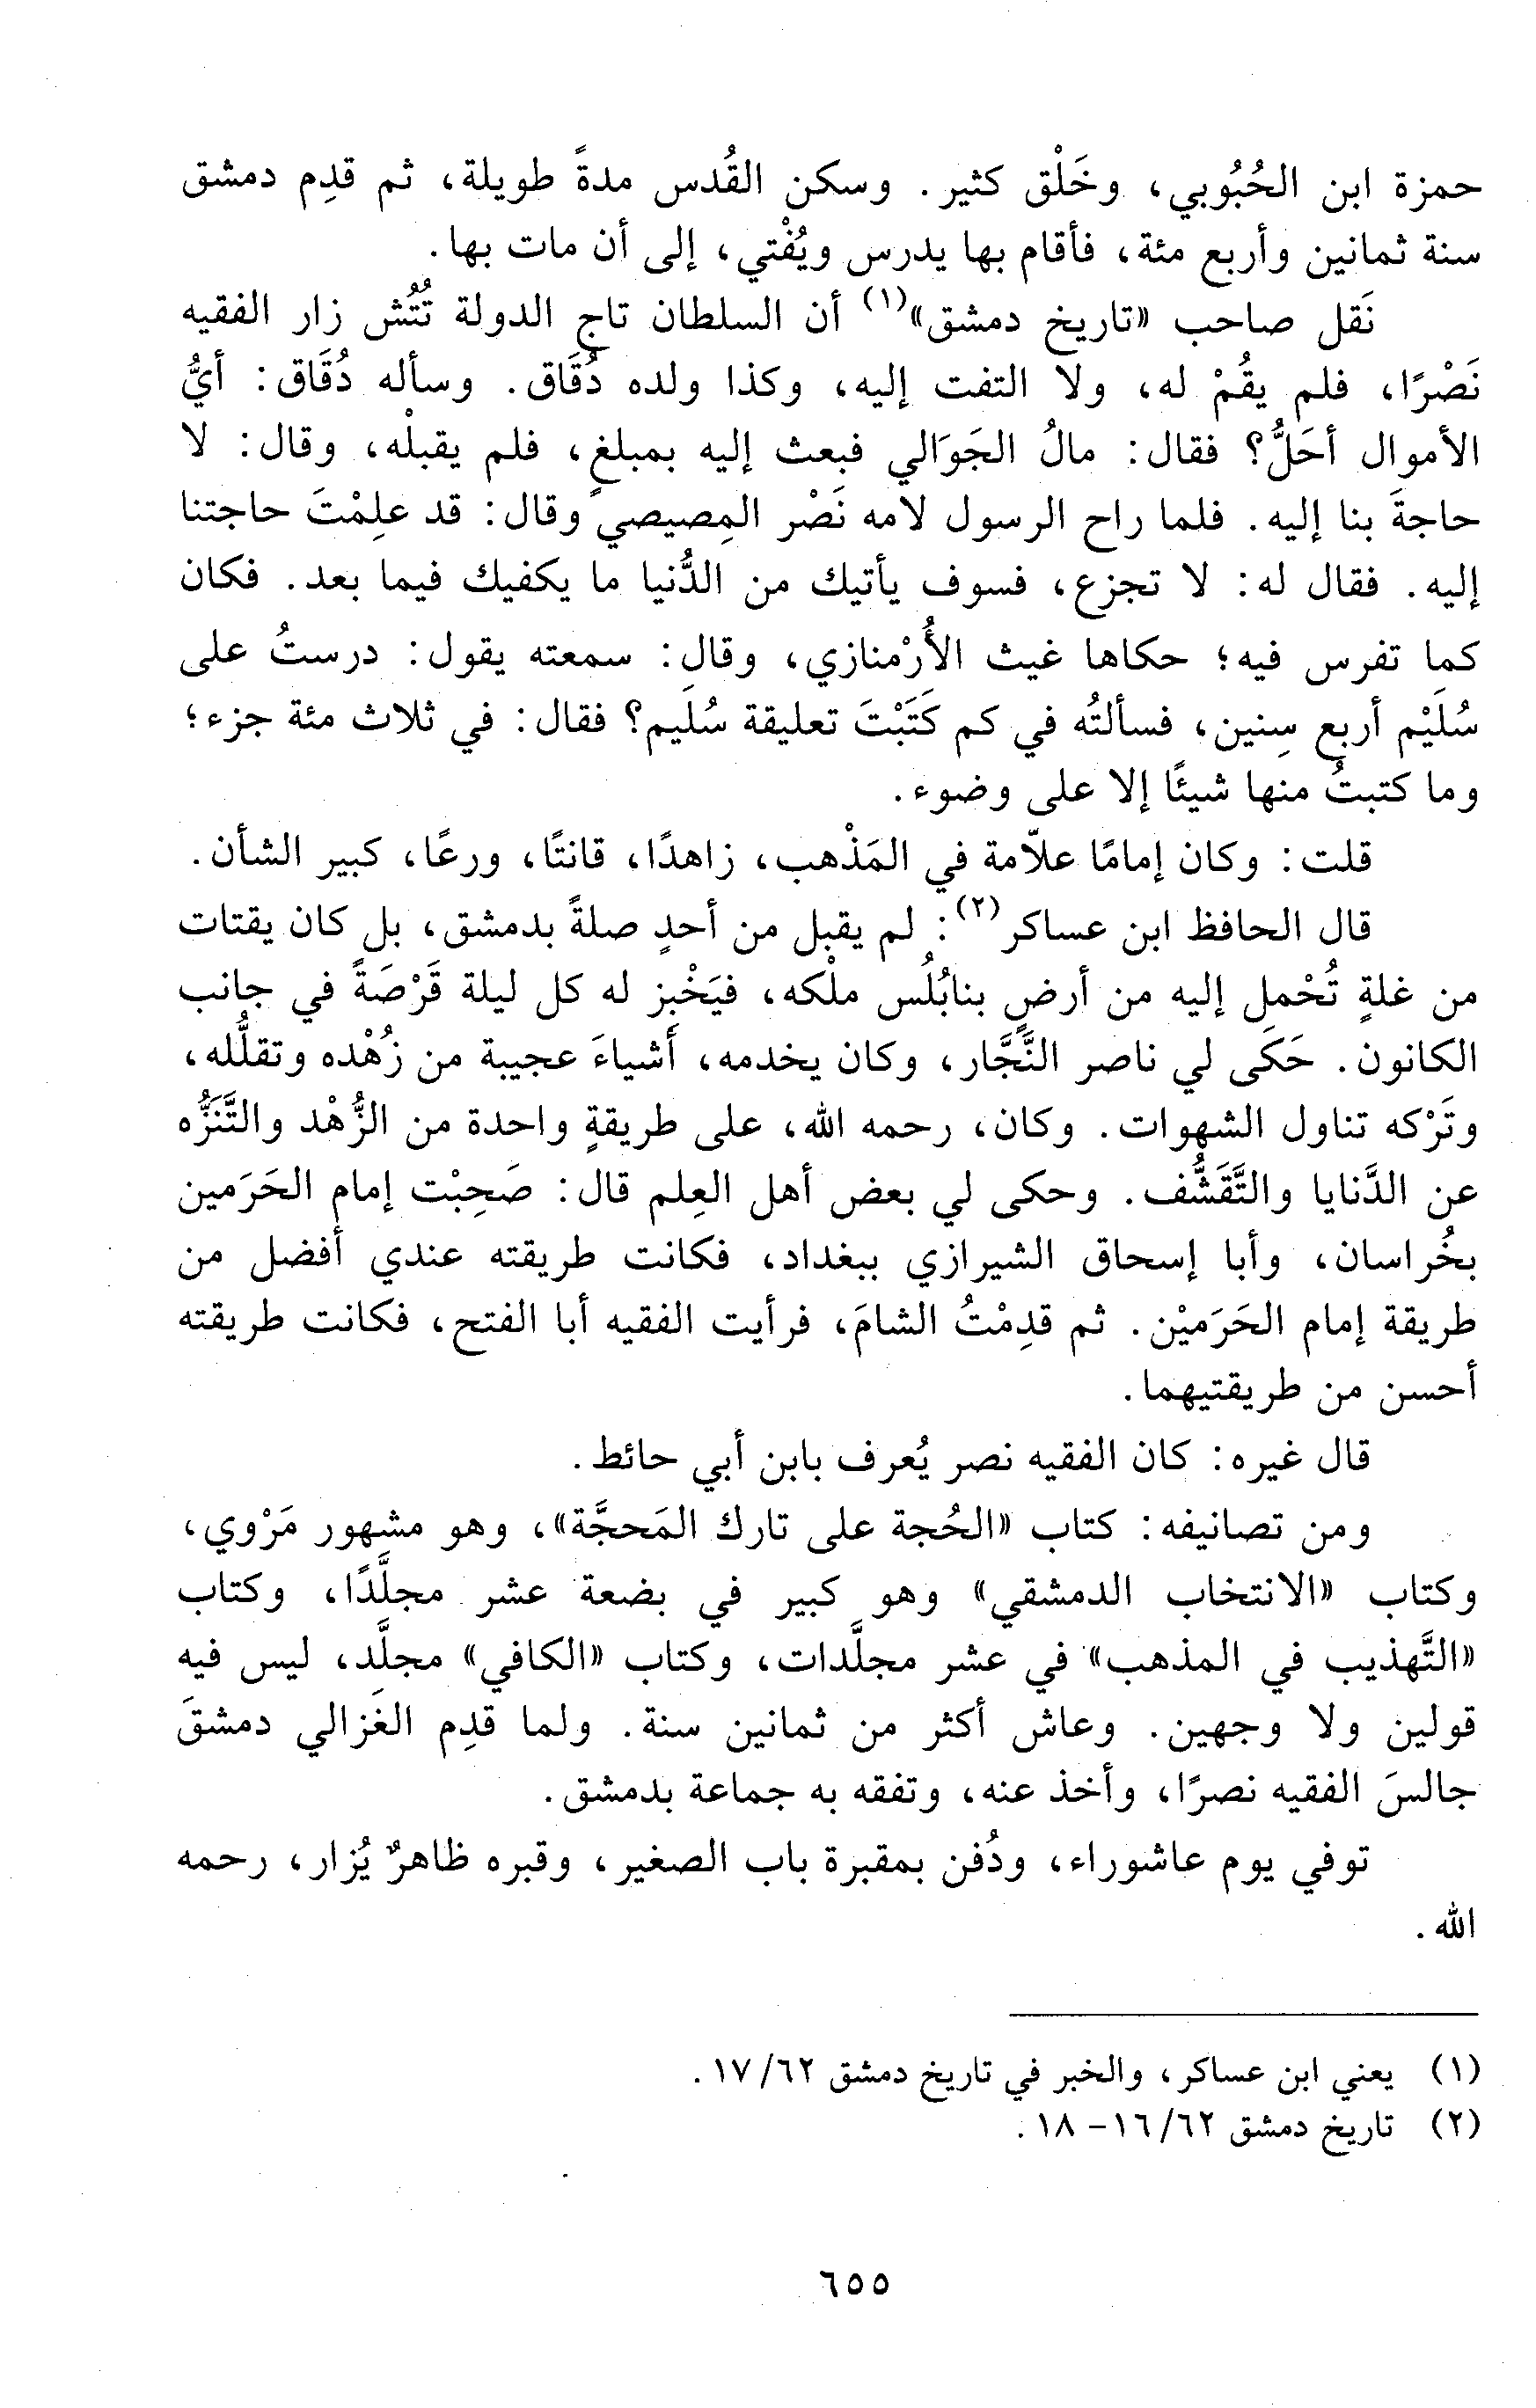 حمزة ابن الحُبُوبي، وخَلْق كثير. وسكن القُدس مدةً طويلة، ثم قدِم دمشق
سنة ثمانين وأربع مئة، فأقام بها يدرس ويُفْتي، إلى أن مات بها.
نَقل صاحب «تاريخ دمشق»(١) أن السلطان تاج الدولة تُتُش زار الفقيه
نَصْرًا، فلم يقُمْ له، ولا التفت إليه، وكذا ولده دُقَاق. وسأله دُقَاق: أيُّ
الأموال أحَلُّ؟ فقال: مالُ الجَوَالي فبعث إليه بمبلغٍ، فلم يقبلْه، وقال: لا
حاجةَ بنا إليه. فلما راح الرسول لامه نَصْر المِصيصي وقال: قد علِمْتَ حاجتنا
إليه. فقال له: لا تجزع، فسوف يأتيك من الدُّنيا ما يكفيك فيما بعد. فكان
كما تفرس فيه؛ حكاها غيث الأُرْمنازي، وقال: سمعته يقول: درستُ على
سُلَيْم أربع سِنين، فسألتُه في كم كَتَبْتَ تعليقة سُلَيم؟ فقال: في ثلاث مئة جزء؛
وما كتبتُ منها شيئًا إلا على وضوء.
قلت: وكان إمامًا علاّمة في المَذْهب، زاهدًا، قانتًا، ورعًا، كبير الشأن.
قال الحافظ ابن عساكر(٢): لم يقبل من أحدٍ صلةً بدمشق، بل كان يقتات
من غلةٍ تُحْمل إليه من أرضٍ بنابُلُس ملْكه، فيَخْبز له كل ليلة قَرْصَةً في جانب
الكانون. حَكَى لي ناصر النَّجَّار، وكان يخدمه، أشياءَ عجيبة من زُهْده وتقلُّله،
وتَرْكه تناول الشهوات. وكان، رحمه الله، على طريقةٍ واحدة من الزُّهْد والتَّنَزُّه
عن الدَّنايا والتَّقَشُّف. وحكى لي بعض أهل العِلم قال: صَحِبْت إمام الحَرَمين
بخُراسان، وأبا إسحاق الشيرازي ببغداد، فكانت طريقته عندي أفضل من
طريقة إمام الحَرَميْن. ثم قدِمْتُ الشامَ، فرأيت الفقيه أبا الفتح، فكانت طريقته
أحسن من طريقتيهما.
قال غيره: كان الفقيه نصر يُعرف بابن أبي حائط.
ومن تصانيفه: كتاب «الحُجة على تارك المَحجَّة»، وهو مشهور مَرْوي،
وكتاب «الانتخاب الدمشقي» وهو كبير في بضعة عشر مجلَّدًا، وكتاب
«التَّهذيب في المذهب» في عشر مجلَّدات، وكتاب «الكافي» مجلَّد، ليس فيه
قولين ولا وجهين. وعاش أكثر من ثمانين سنة. ولما قدِم الغَزالي دمشقَ
جالسَ الفقيه نصرًا، وأخذ عنه، وتفقه به جماعة بدمشق.
توفي يوم عاشوراء، ودُفن بمقبرة باب الصغير، وقبره ظاهرٌ يُزار، رحمه
الله.
(١) يعني ابن عساكر، والخبر في تاريخ دمشق ٦٢/ ١٧.
(٢) تاريخ دمشق ٦٢/ ١٦- ١٨.
٦٥٥